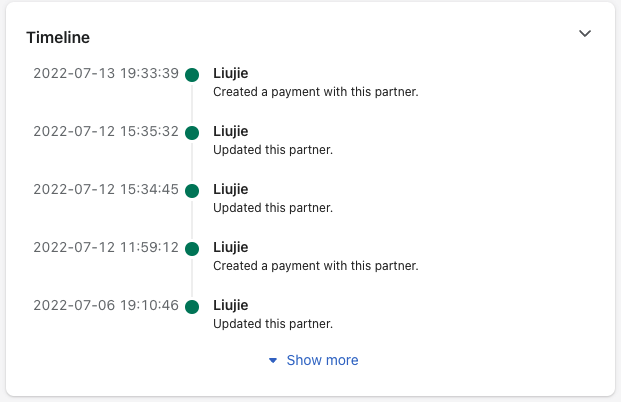 Timeline
2022-07-13 19:33:39 Liujie
Created a payment with this partner.
2022-07-12 15:35:32 Liujie
Updated this partner.
2022-07-12 15:34:45 Liujie
Updated this partner.
2022-07-12 11:59:12 Liujie
Created a payment with this partner.
2022-07-06 19:10:46 Liujie
Updated this partner.
Show more